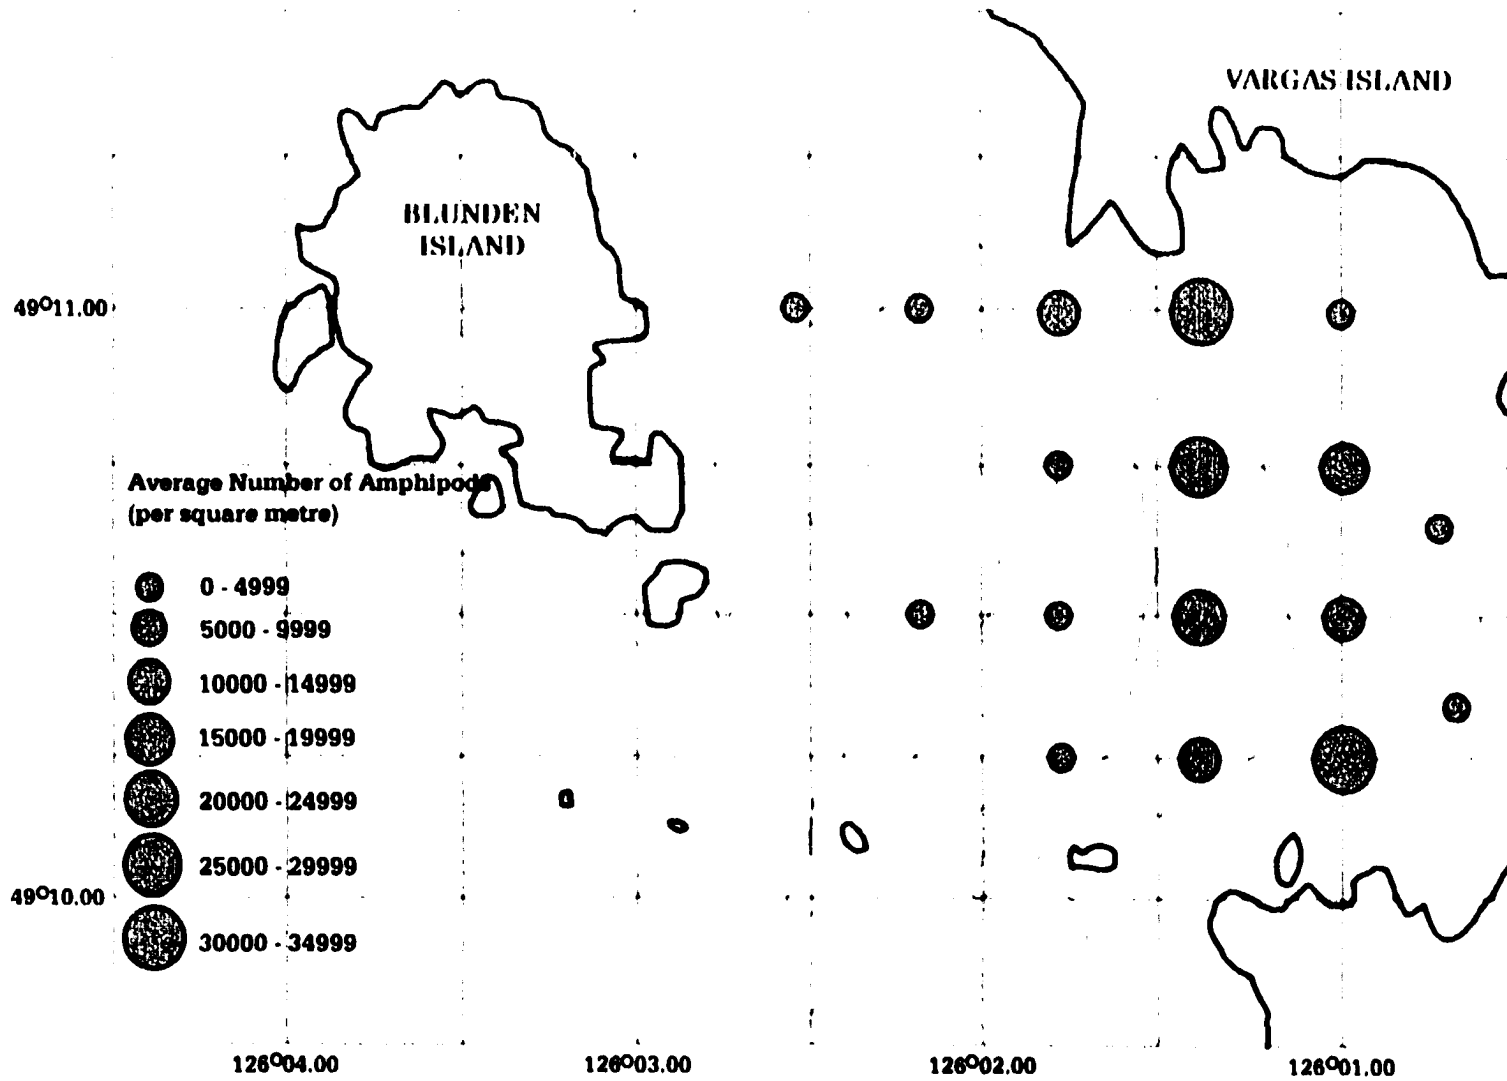 VARGAS ISLAND
BLUNDEN
ISLAND
49°11.00
Average Number of Amphipods
(per square metre)
0 - 4999
5000 - 9999
10000 - 14999
15000 - 19999
20000 - 24999
25000 - 29999
30000 - 34999
49°10.00
126°04.00 126°03.00 126°02.00 126°01.00